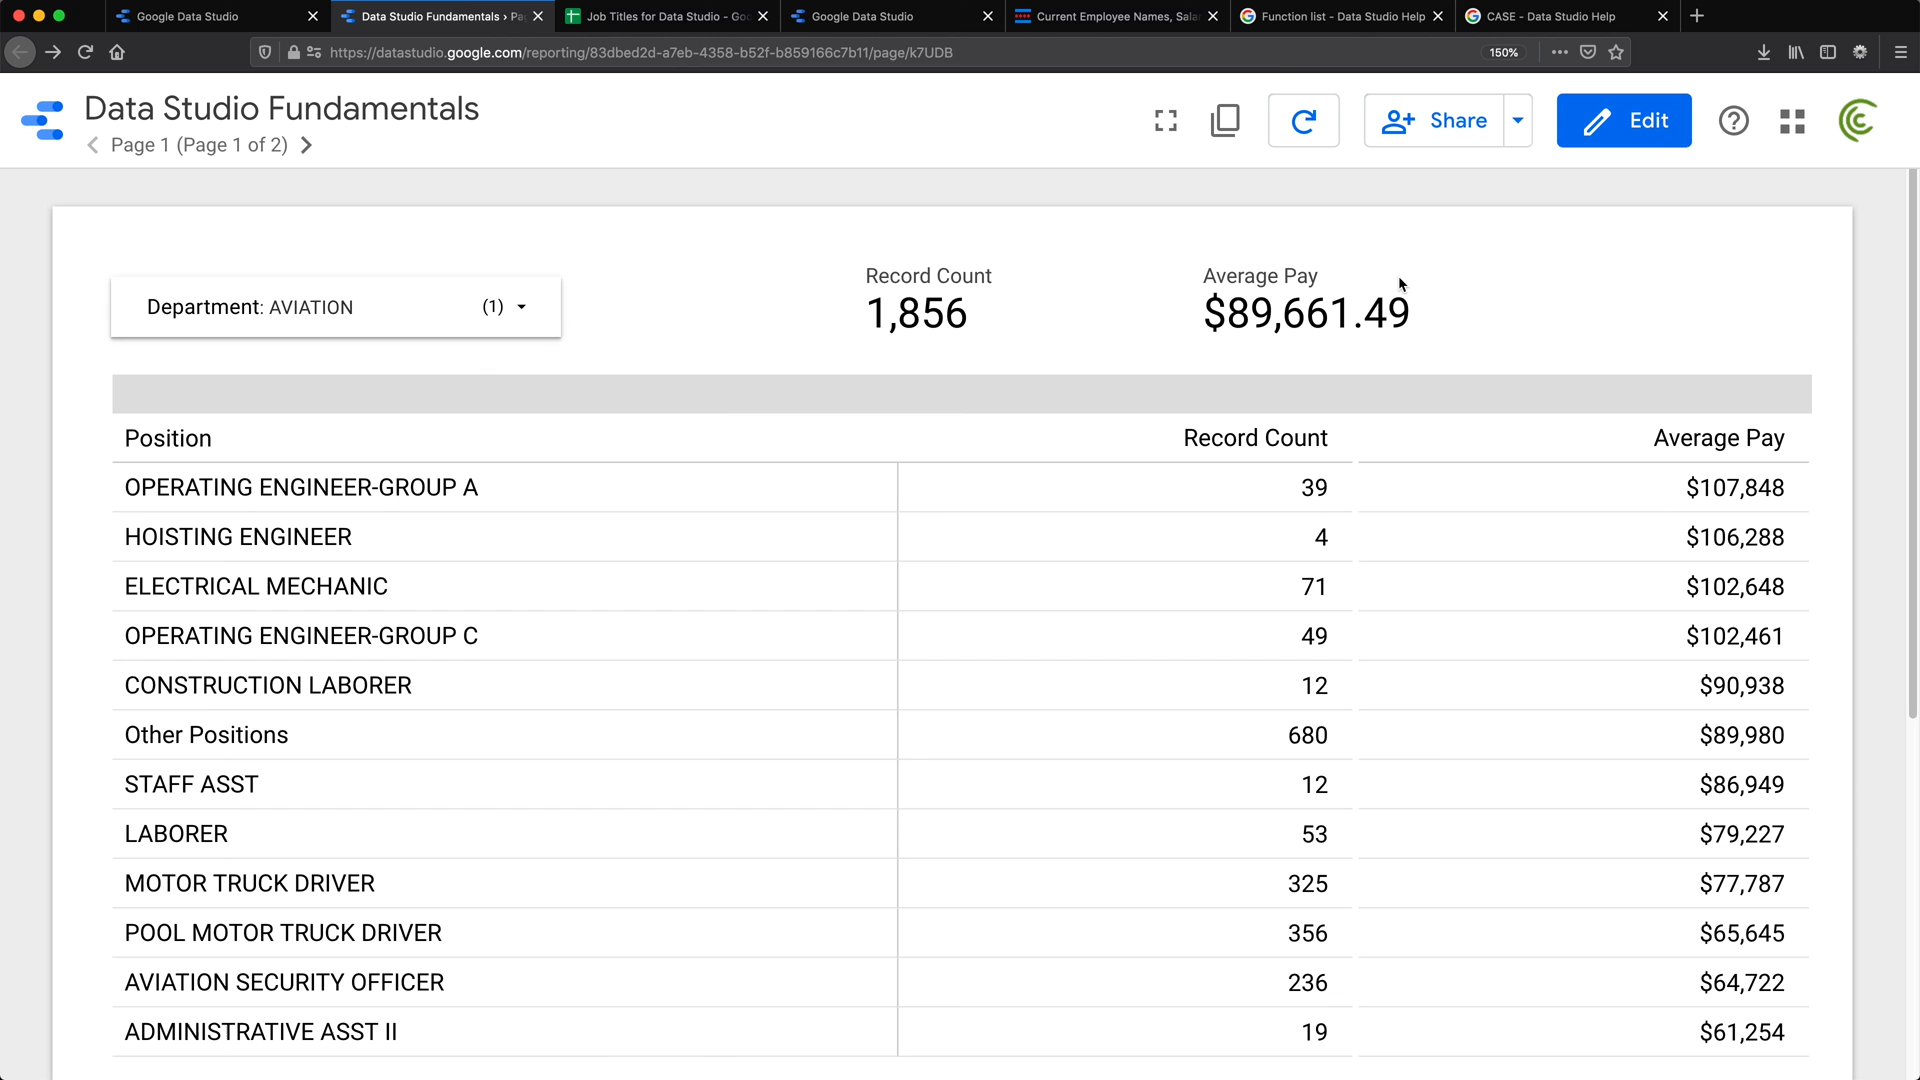 Google Data Studio
Data Studio Fundamentals › Pa
Job Titles for Data Studio - Goo
Google Data Studio
Current Employee Names, Sala
Function list - Data Studio Help
CASE - Data Studio Help
https://datastudio.google.com/reporting/83dbed2d-a7eb-4358-b52f-b859166c7b11/page/k7UDB
150%
Data Studio Fundamentals
Page 1 (Page 1 of 2)
Share
Edit
Department: AVIATION (1)
Record Count
1,856
Average Pay
$89,661.49
Position Record Count Average Pay
OPERATING ENGINEER-GROUP A 39 $107,848
HOISTING ENGINEER 4 $106,288
ELECTRICAL MECHANIC 71 $102,648
OPERATING ENGINEER-GROUP C 49 $102,461
CONSTRUCTION LABORER 12 $90,938
Other Positions 680 $89,980
STAFF ASST 12 $86,949
LABORER 53 $79,227
MOTOR TRUCK DRIVER 325 $77,787
POOL MOTOR TRUCK DRIVER 356 $65,645
AVIATION SECURITY OFFICER 236 $64,722
ADMINISTRATIVE ASST II 19 $61,254